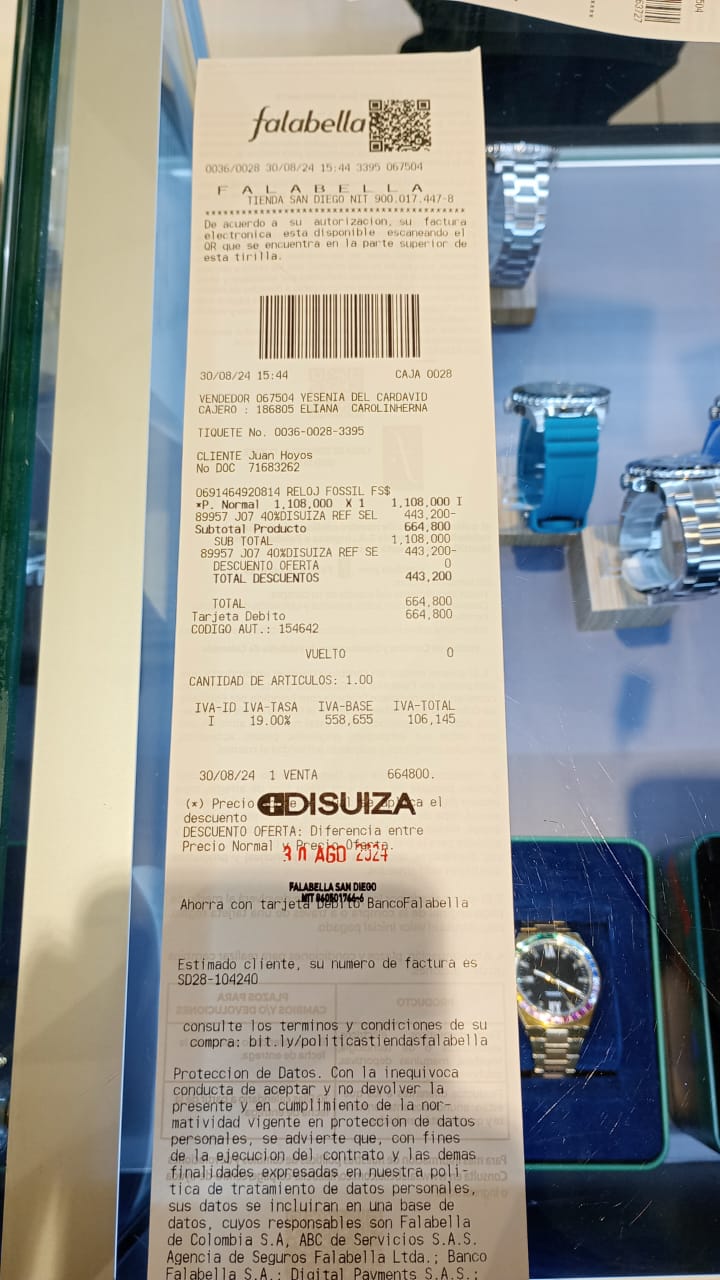 falabella
0036/0028 30/08/24 15:44 3395 067504
F A L A B E L L A
TIENDA SAN DIEGO NIT 900.017.447-8
****************************************
De acuerdo a su autorizacion, su factura
electronica esta disponible escaneando el
QR que se encuentra en la parte superior de
esta tirilla.
30/08/24 15:44 CAJA 0028
VENDEDOR 067504 YESENIA DEL CARDAVID
CAJERO : 186805 ELIANA CAROLINHERNA
TIQUETE No. 0036-0028-3395
CLIENTE Juan Hoyos
No DOC 71683262
0691464920814 RELOJ FOSSIL FS$
*P. Normal 1,108,000 X 1 1,108,000 I
89957 J07 40%DISUIZA REF SEL 443,200-
Subtotal Producto 664,800
SUB TOTAL 1,108,000
89957 J07 40%DISUIZA REF SE 443,200-
DESCUENTO OFERTA 0
TOTAL DESCUENTOS 443,200
TOTAL 664,800
Tarjeta Debito 664,800
CODIGO AUT.: 154642
VUELTO 0
CANTIDAD DE ARTICULOS: 1.00
IVA-ID IVA-TASA IVA-BASE IVA-TOTAL
I 19.00% 558,655 106,145
30/08/24 1 VENTA 664800.
(*) Precio el
DISUIZA
descuento
DESCUENTO OFERTA: Diferencia entre
Precio Normal y Precio Oferta.
30 AGO 2024
FALABELLA SAN DIEGO
Ahorra con tarjeta Debito BancoFalabella
Estimado cliente, su numero de factura es
SD28-104240
consulte los terminos y condiciones de su
compra: bit.ly/politicastiendasfalabella
Proteccion de Datos. Con la inequivoca
conducta de aceptar y no devolver la
presente y en cumplimiento de la nor-
matividad vigente en proteccion de datos
personales, se advierte que, con fines
de la ejecucion del contrato y las demas
finalidades expresadas en nuestra poli-
tica de tratamiento de datos personales,
sus datos se incluiran en una base de
datos, cuyos responsables son Falabella
de Colombia S.A, ABC de Servicios S.A.S.
Agencia de Seguros Falabella Ltda.; Banco
Falabella S.A.; Digital Payments S.A.S.;